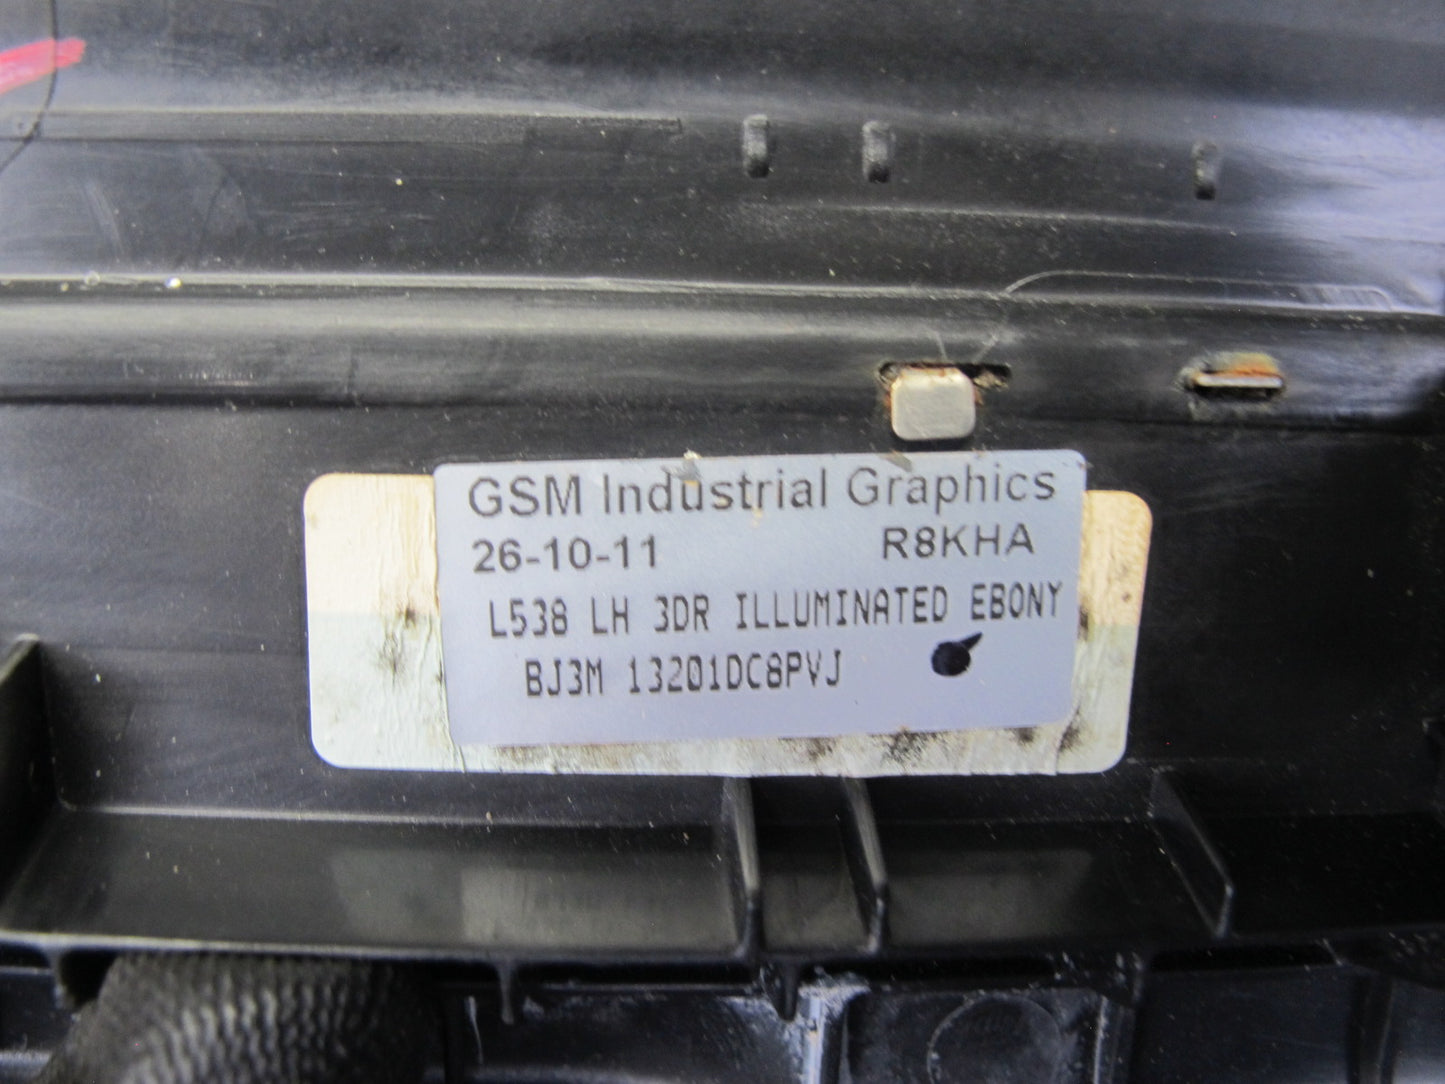 GSM Industrial Graphics
26-10-11 R8KHA
L538 LH 3DR ILLUMINATED EBONY
BJ3M 13201DC8PVJ